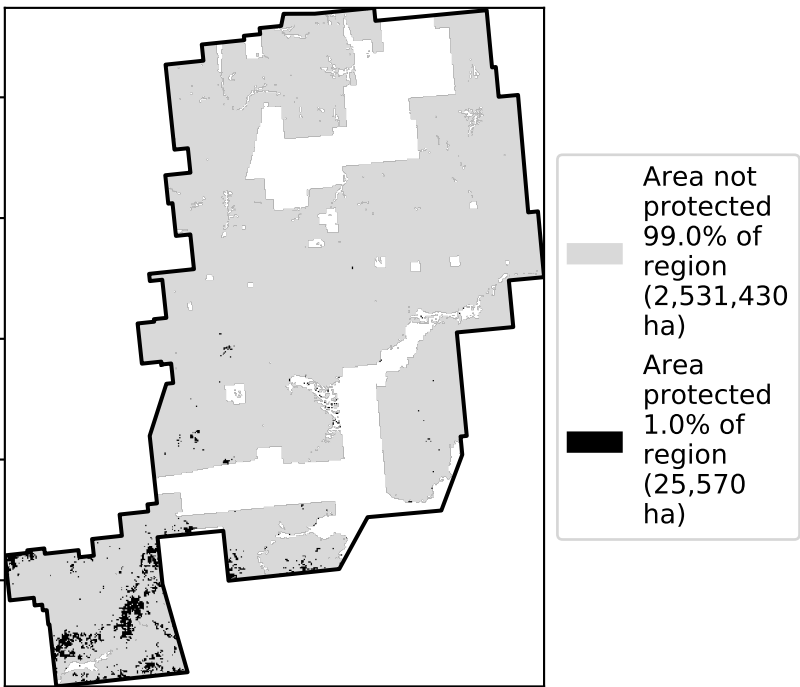 Area not
protected
99.0% of
region
(2,531,430
ha)
Area
protected
1.0% of
region
(25,570
ha)